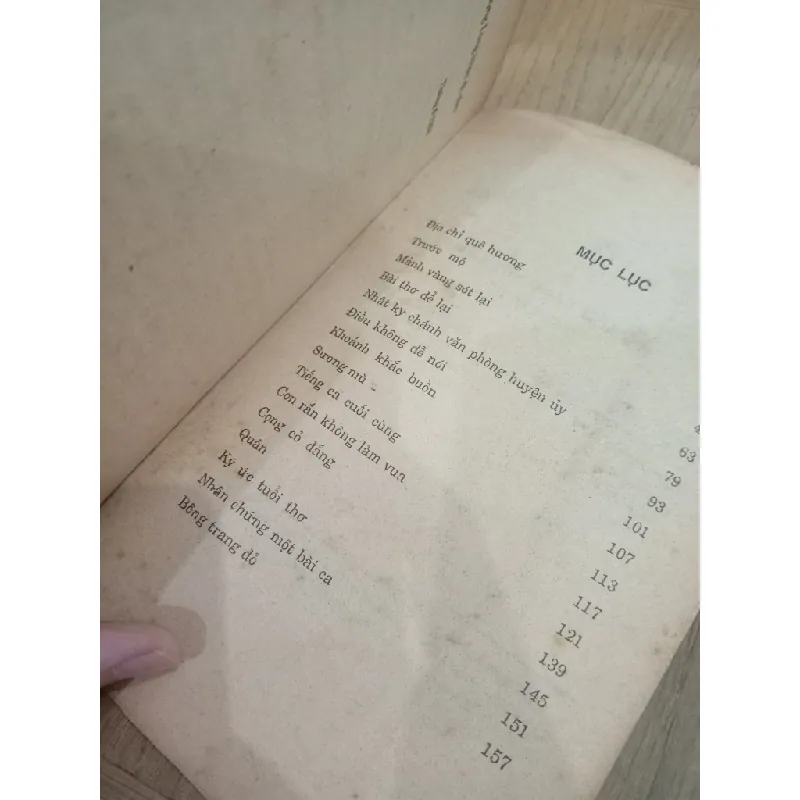 MỤC LỤC
Địa chỉ quê hương
Trước mộ
Mảnh vàng sót lại
Bài thơ để lại 63
Nhật ký chánh văn phòng huyện ủy 79
Điều không dễ nói 93
Khoảnh khắc buồn 101
Sương mù 107
Tiếng ca cuối cùng 113
Con rắn không làm vun 117
Cọng cỏ đắng 121
Quân 139
Ký ức tuổi thơ 145
Nhân chứng một bài ca 151
Bông trang đỏ 157